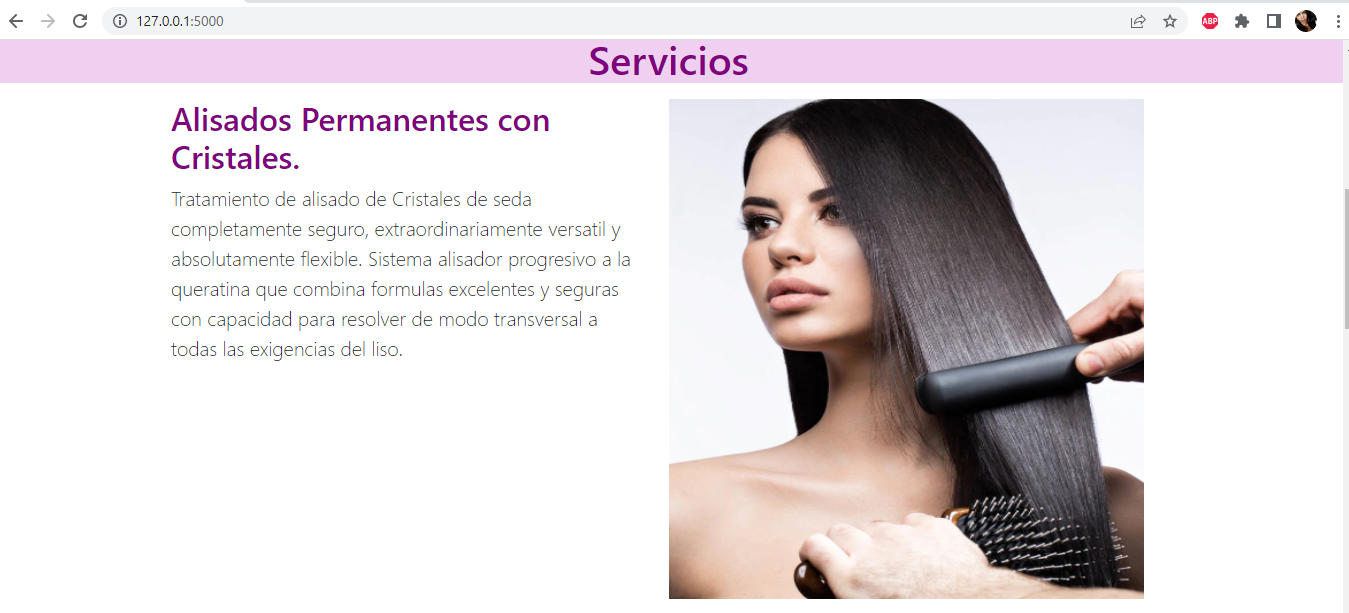 127.0.0.1:5000
ABP
Servicios
Alisados Permanentes con
Cristales.
Tratamiento de alisado de Cristales de seda
completamente seguro, extraordinariamente versatil y
absolutamente flexible. Sistema alisador progresivo a la
queratina que combina formulas excelentes y seguras
con capacidad para resolver de modo transversal a
todas las exigencias del liso.